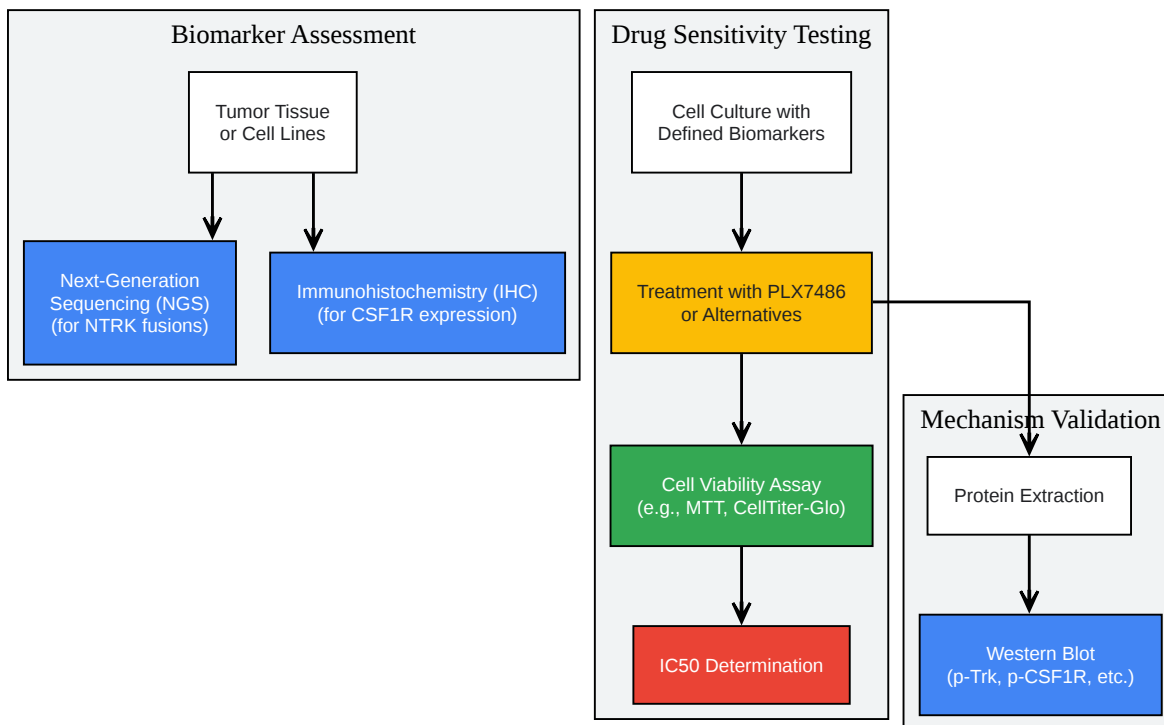 Biomarker Assessment
Tumor Tissue
or Cell Lines
Next-Generation
Sequencing (NGS)
(for NTRK fusions)
Immunohistochemistry (IHC)
(for CSF1R expression)
Drug Sensitivity Testing
Cell Culture with
Defined Biomarkers
Treatment with PLX7486
or Alternatives
Cell Viability Assay
(e.g., MTT, CellTiter-Glo)
IC50 Determination
Mechanism Validation
Protein Extraction
Western Blot
(p-Trk, p-CSF1R, etc.)